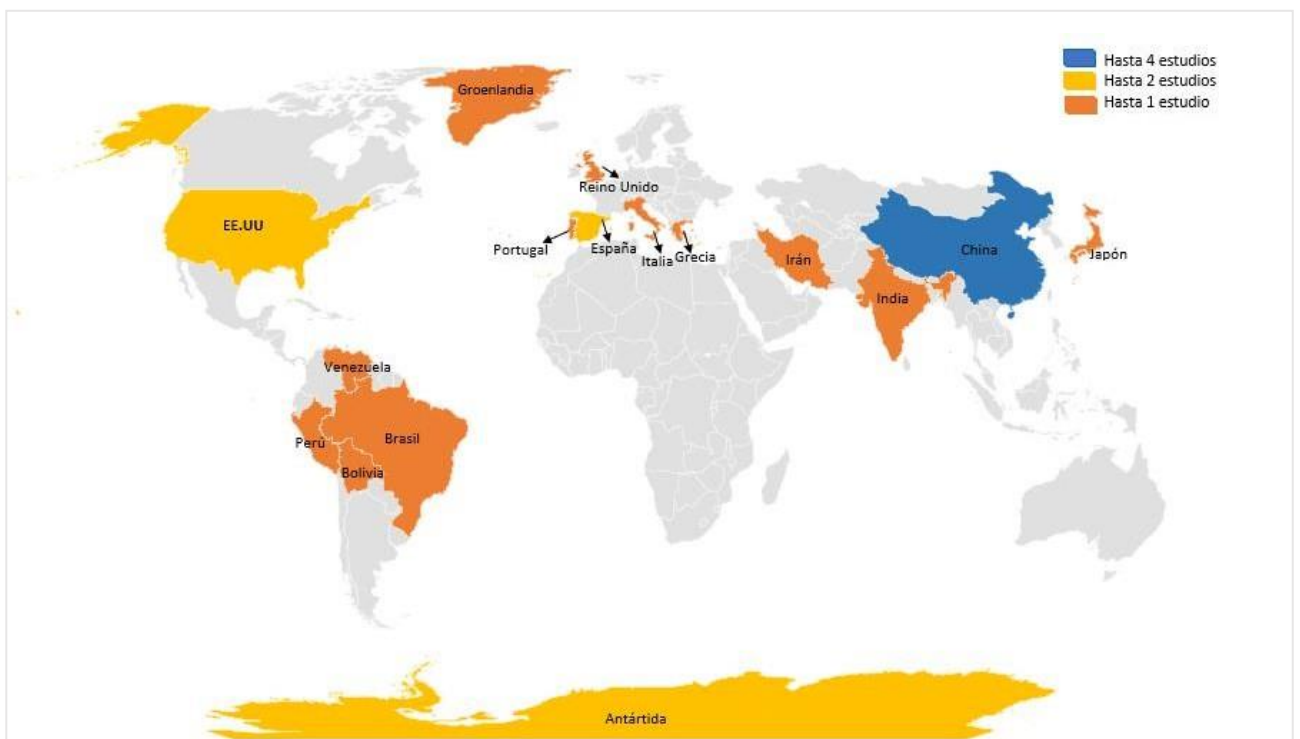 Hasta 4 estudios
Hasta 2 estudios
Hasta 1 estudio
Groenlandia
Reino Unido
EE.UU
Portugal
España
Italia
Grecia
Irán
China
Japón
India
Venezuela
Perú
Brasil
Bolivia
Antártida